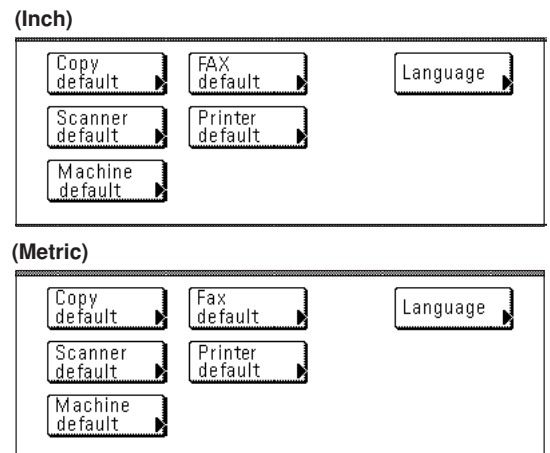 (Inch)
Copy default
FAX default
Language
Scanner default
Printer default
Machine default
(Metric)
Copy default
Fax default
Language
Scanner default
Printer default
Machine default